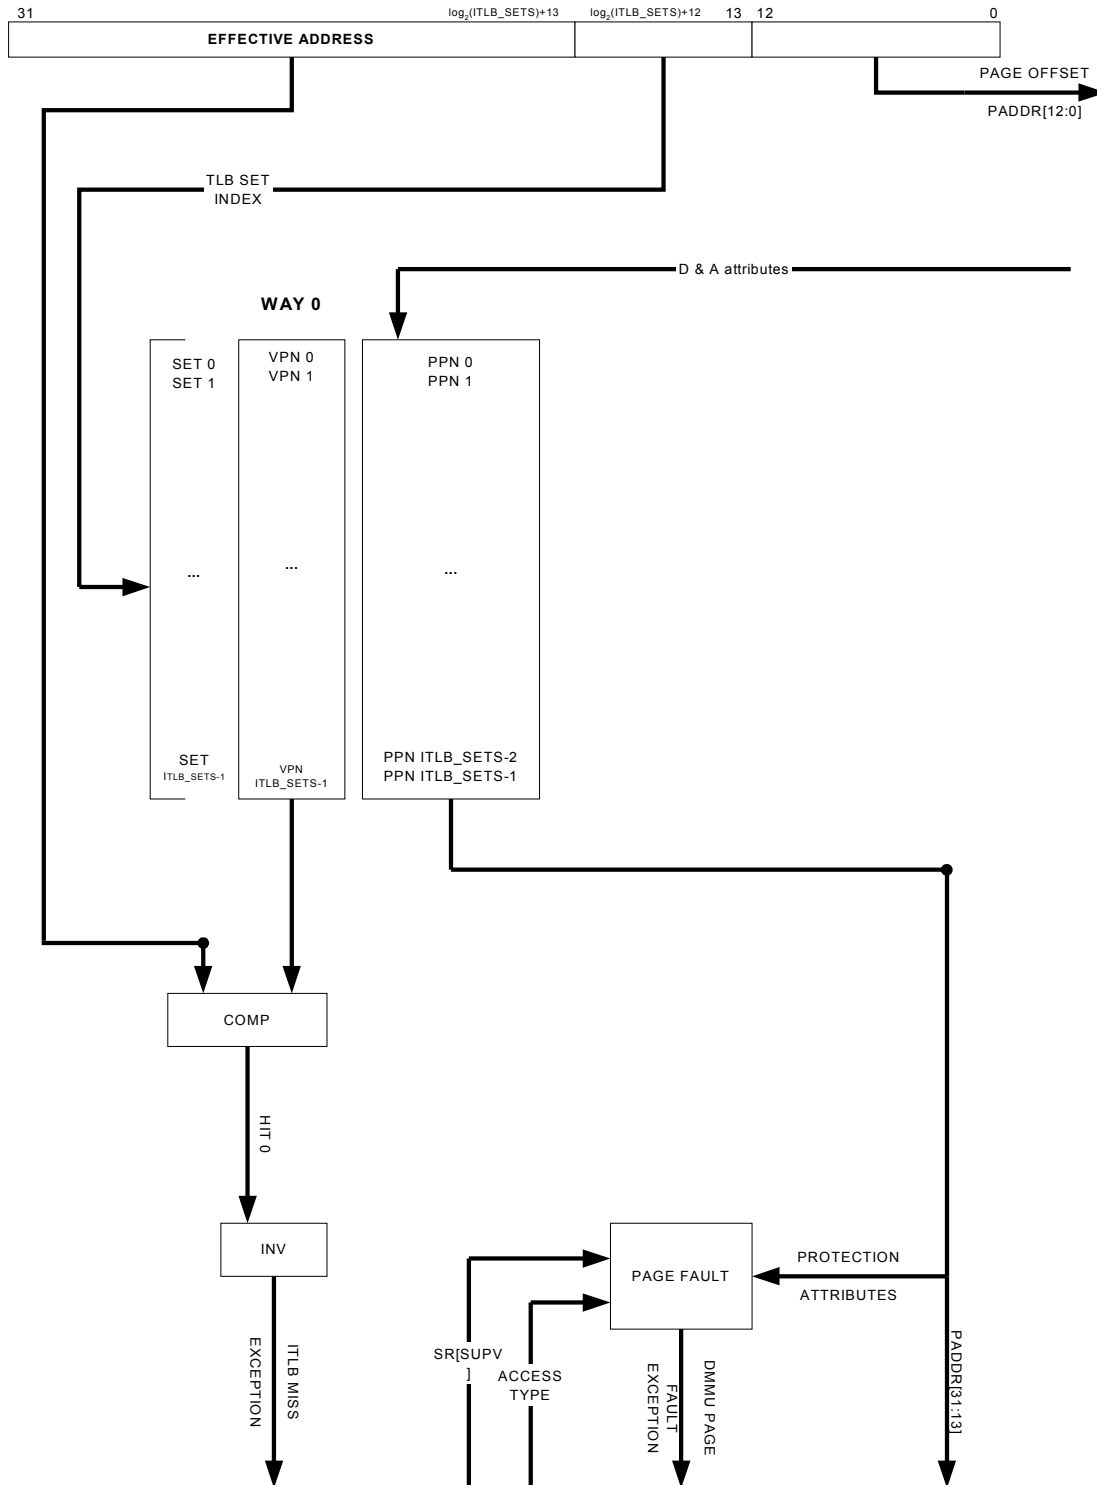 31
log2(ITLB_SETS)+13
log2(ITLB_SETS)+12
13
12
0
EFFECTIVE ADDRESS
PAGE OFFSET
PADDR[12:0]
TLB SET
INDEX
D & A attributes
WAY 0
SET 0
SET 1
...
SET
ITLB_SETS-1
VPN 0
VPN 1
...
VPN
ITLB_SETS-1
PPN 0
PPN 1
...
PPN ITLB_SETS-2
PPN ITLB_SETS-1
COMP
HIT 0
INV
ITLB MISS
EXCEPTION
PAGE FAULT
PROTECTION
ATTRIBUTES
SR[SUPV
]
ACCESS
TYPE
DMMU PAGE
FAULT
EXCEPTION
PADDR[31:13]